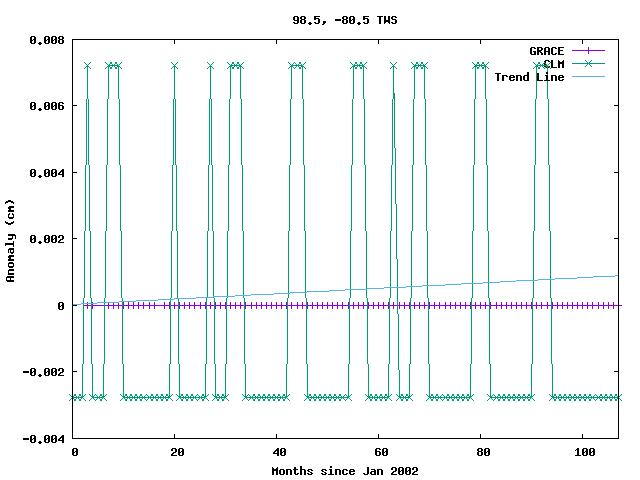 98.5, -80.5 TWS
0.008
GRACE
CLM
Trend Line
0.006
0.004
0.002
0
-0.002
-0.004
Anomaly (cm)
0 20 40 60 80 100
Months since Jan 2002